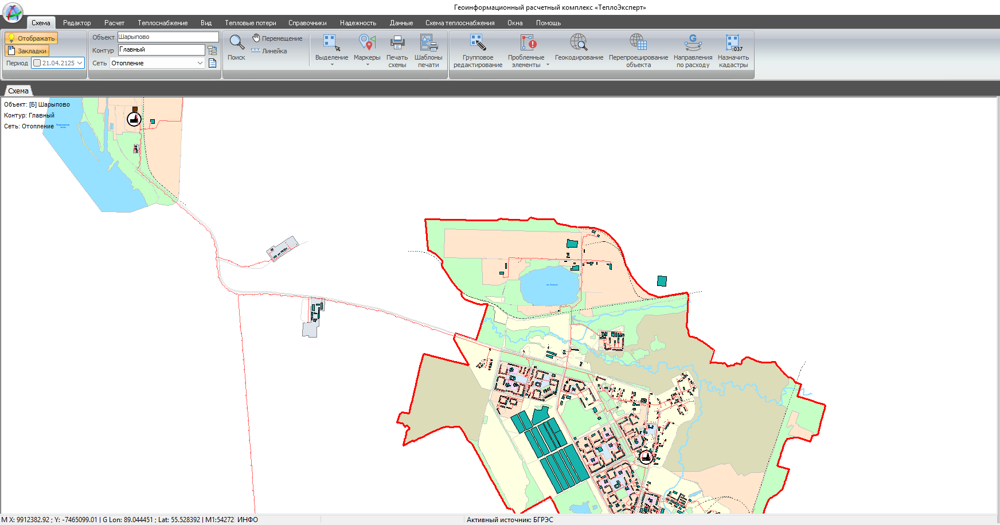 Геоинформационный расчетный комплекс «ТеплоЭксперт»
Схема Редактор Расчет Теплоснабжение Вид Тепловые потери Справочники Надежность Данные Схема теплоснабжения Окна Помощь
Отображать
Закладки
Период 21.04.2125
Объект Шарыпово
Контур Главный
Сеть Отопление
Поиск
Перемещение
Линейка
Выделение
Маркеры
Печать
схемы
Шаблоны
печати
Групповое
редактирование
Проблемные
элементы
Геокодирование
Перепроецирование
объекта
G
Направления
по расходу
:037
Назначить
кадастры
Схема
Объект: [Б] Шарыпово
Контур: Главный
Сеть: Отопление
M X: 9912382.92 ; Y: -7465099.01 | G Lon: 89.044451 ; Lat: 55.528392 | M1:54272 ИНФО
Активный источник: БГРЭС